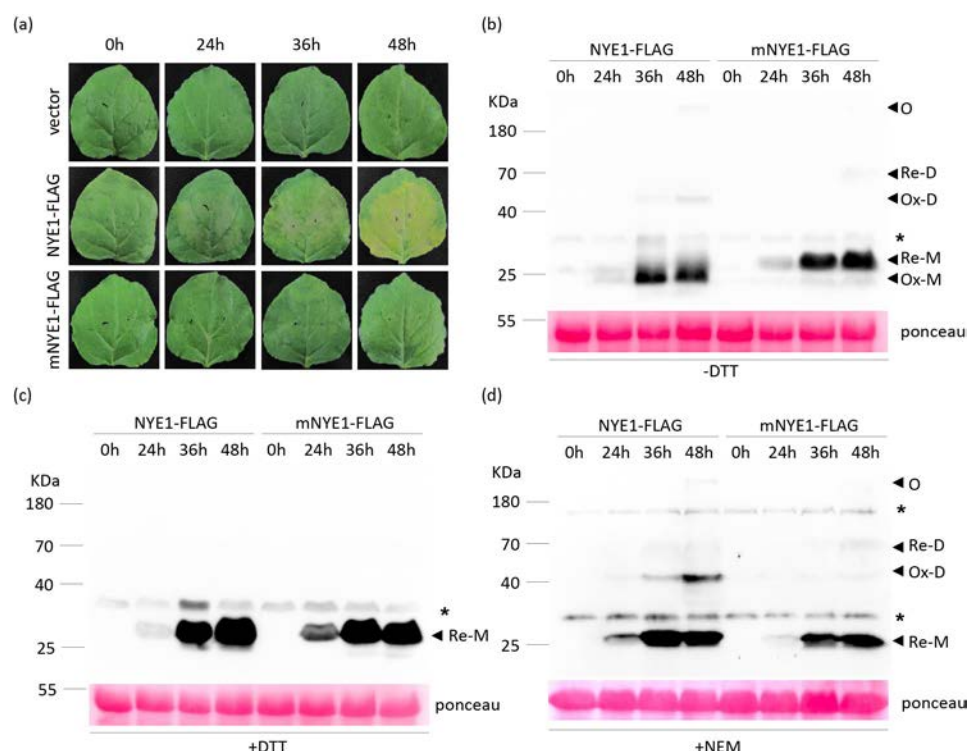 (a)
0h 24h 36h 48h
vector
NYE1-FLAG
mNYE1-FLAG
(b)
NYE1-FLAG mNYE1-FLAG
0h 24h 36h 48h 0h 24h 36h 48h
KDa
180
70
40
25
55
O
Re-D
Ox-D
*
Re-M
Ox-M
ponceau
-DTT
(c)
NYE1-FLAG mNYE1-FLAG
0h 24h 36h 48h 0h 24h 36h 48h
KDa
180
70
40
25
55
*
Re-M
ponceau
+DTT
(d)
NYE1-FLAG mNYE1-FLAG
0h 24h 36h 48h 0h 24h 36h 48h
KDa
180
70
40
25
55
O
*
Re-D
Ox-D
*
Re-M
ponceau
+NEM